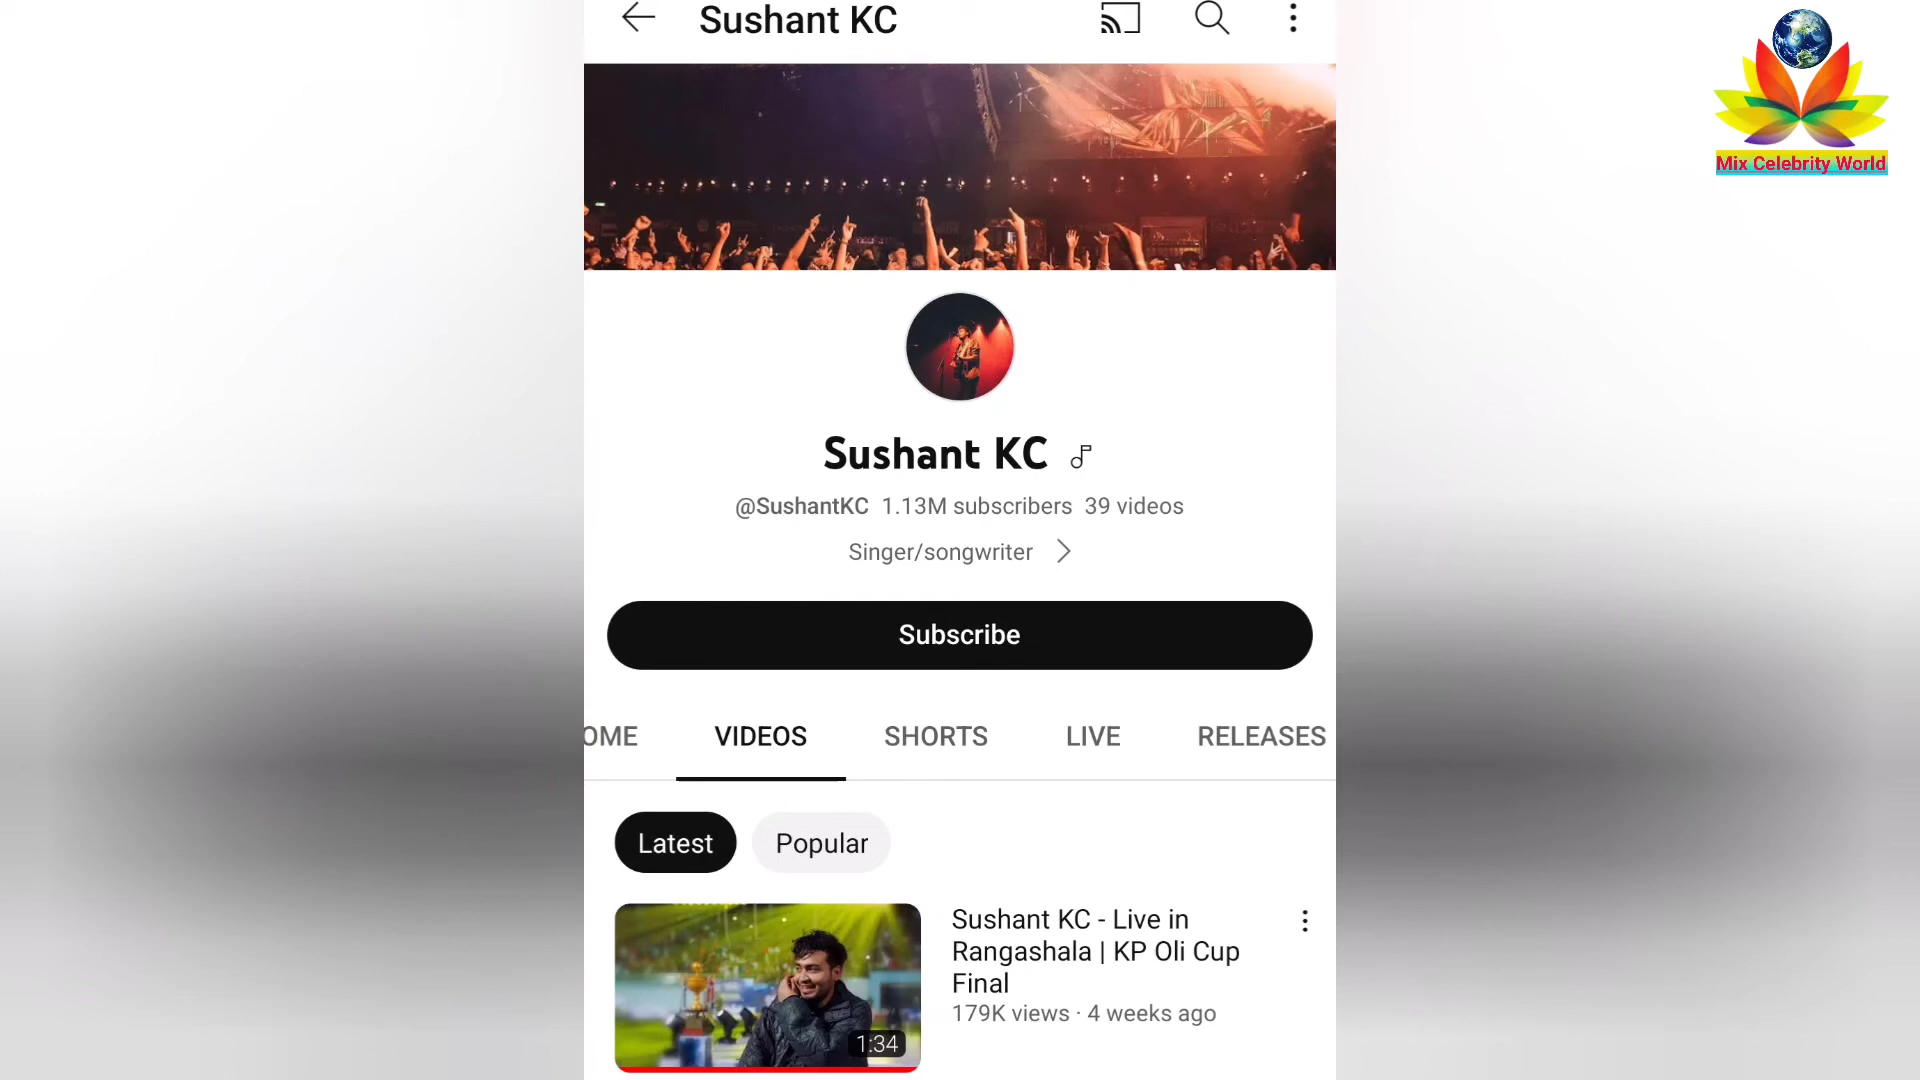 Sushant KC
Mix Celebrity World
Sushant KC
@SushantKC 1.13M subscribers 39 videos
Singer/songwriter
Subscribe
OME VIDEOS SHORTS LIVE RELEASES
Latest Popular
Sushant KC - Live in
Rangashala | KP Oli Cup
Final
179K views · 4 weeks ago
1:34